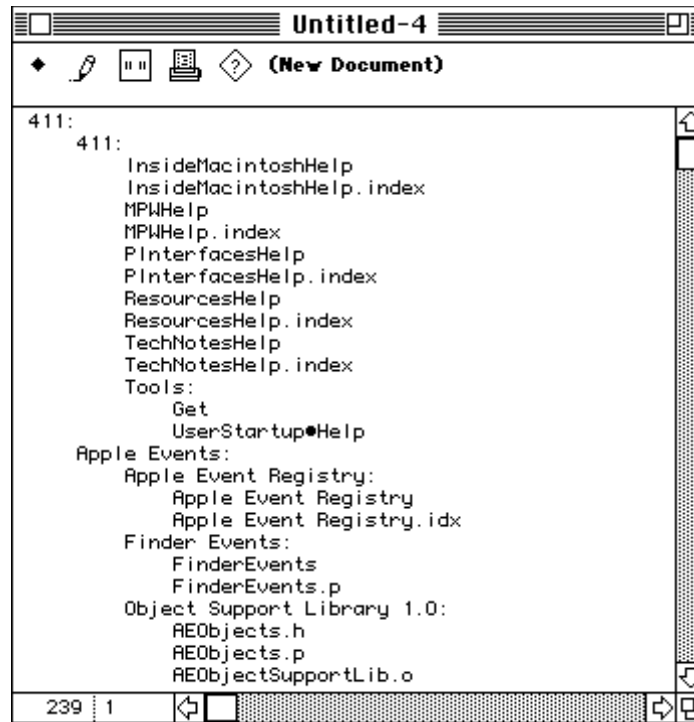 Untitled-4
(New Document)
411:
411:
InsideMacintoshHelp
InsideMacintoshHelp.index
MPWHelp
MPWHelp.index
PInterfacesHelp
PInterfacesHelp.index
ResourcesHelp
ResourcesHelp.index
TechNotesHelp
TechNotesHelp.index
Tools:
Get
UserStartup●Help
Apple Events:
Apple Event Registry:
Apple Event Registry
Apple Event Registry.idx
Finder Events:
FinderEvents
FinderEvents.p
Object Support Library 1.0:
AEObjects.h
AEObjects.p
AEObjectSupportLib.o
239 1